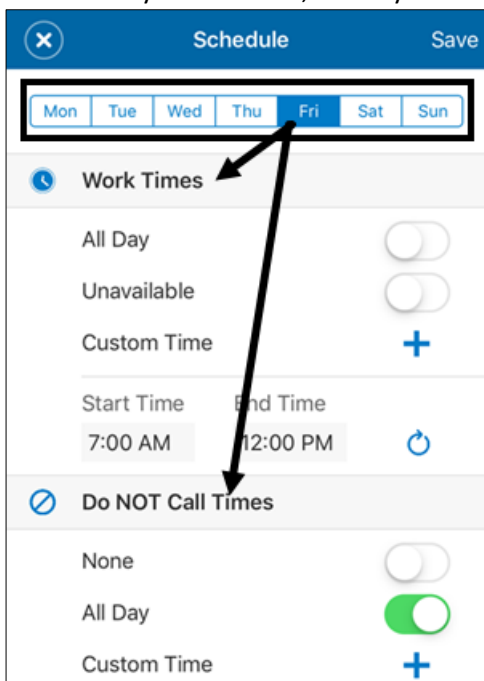 Schedule Save
Mon Tue Wed Thu Fri Sat Sun
Work Times
All Day
Unavailable
Custom Time
Start Time End Time
7:00 AM 12:00 PM
Do NOT Call Times
None
All Day
Custom Time